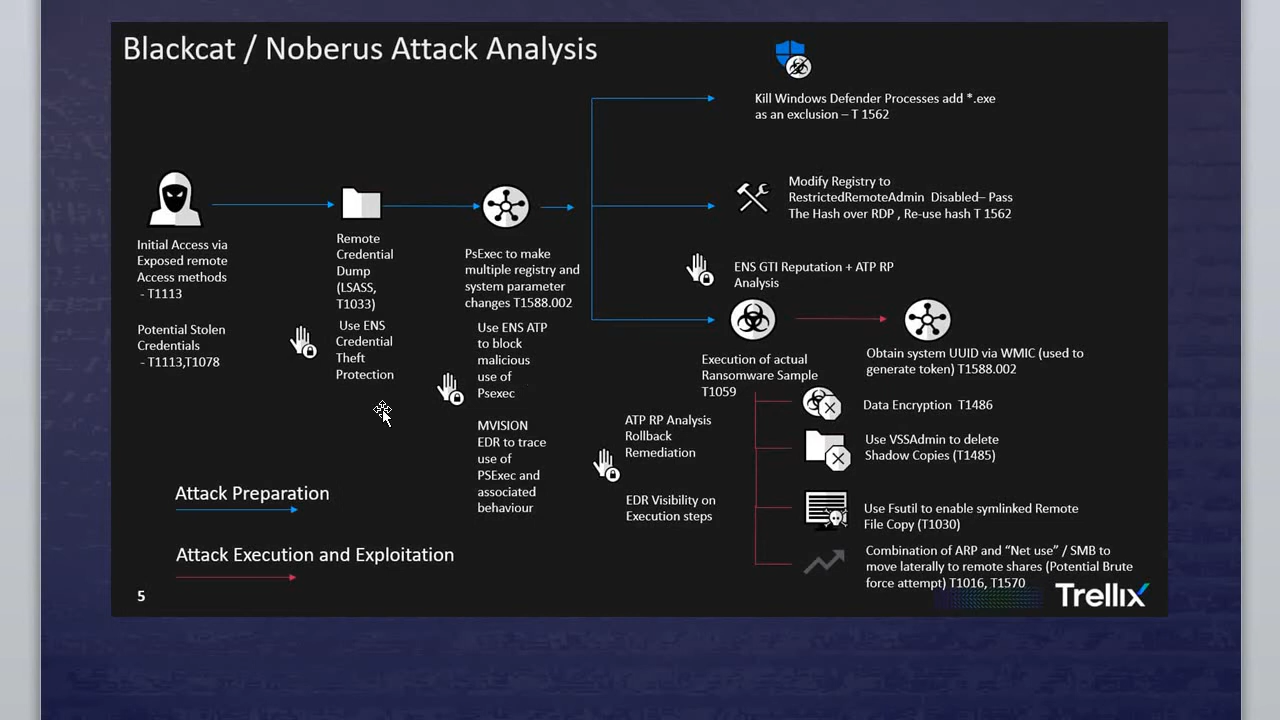 Blackcat / Noberus Attack Analysis
Kill Windows Defender Processes add *.exe
as an exclusion – T 1562
Modify Registry to
RestrictedRemoteAdmin  Disabled– Pass
The Hash over RDP , Re-use hash T 1562
Initial Access via
Exposed remote
Access methods
- T1113
Potential Stolen
Credentials
- T1113,T1078
Remote
Credential
Dump
(LSASS,
T1033)
Use ENS
Credential
Theft
Protection
PsExec to make
multiple registry and
system parameter
changes T1588.002
Use ENS ATP
to block
malicious
use of
Psexec
MVISION
EDR to trace
use of
PSExec and
associated
behaviour
ENS GTI Reputation + ATP RP
Analysis
Execution of actual
Ransomware Sample
T1059
Obtain system UUID via WMIC (used to
generate token) T1588.002
ATP RP Analysis
Rollback
Remediation
EDR Visibility on
Execution steps
Data Encryption  T1486
Use VSSAdmin to delete
Shadow Copies (T1485)
Use Fsutil to enable symlinked Remote
File Copy (T1030)
Combination of ARP and “Net use” / SMB to
move laterally to remote shares (Potential Brute
force attempt) T1016, T1570
Attack Preparation
Attack Execution and Exploitation
5
Trellix